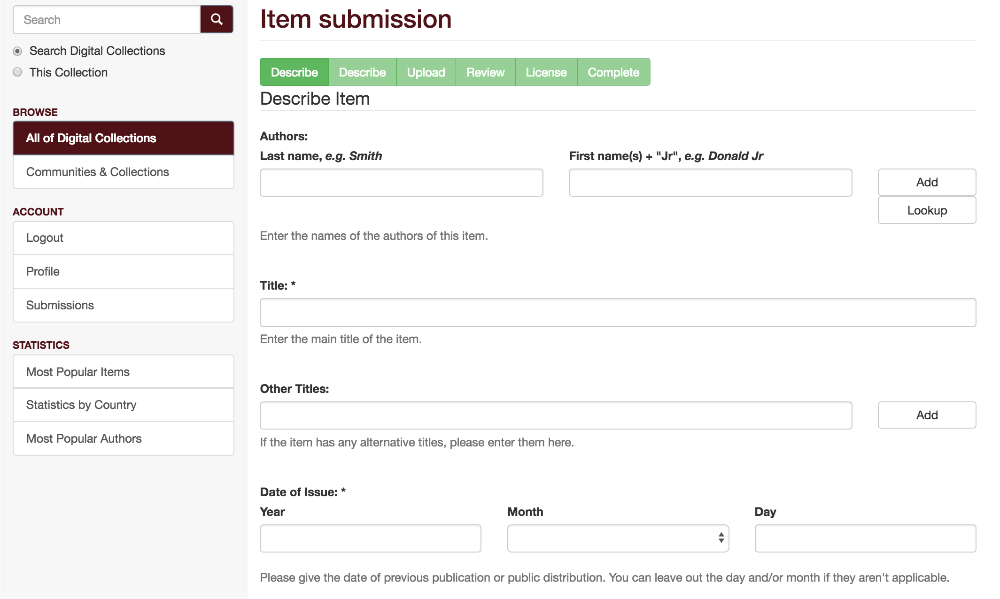 Search
Search Digital Collections
This Collection
BROWSE
All of Digital Collections
Communities & Collections
ACCOUNT
Logout
Profile
Submissions
STATISTICS
Most Popular Items
Statistics by Country
Most Popular Authors
Item submission
Describe Describe Upload Review License Complete
Describe Item
Authors:
Last name, e.g. Smith First name(s) + "Jr", e.g. Donald Jr
Add
Lookup
Enter the names of the authors of this item.
Title: *
Enter the main title of the item.
Other Titles:
Add
If the item has any alternative titles, please enter them here.
Date of Issue: *
Year Month Day
Please give the date of previous publication or public distribution. You can leave out the day and/or month if they aren't applicable.